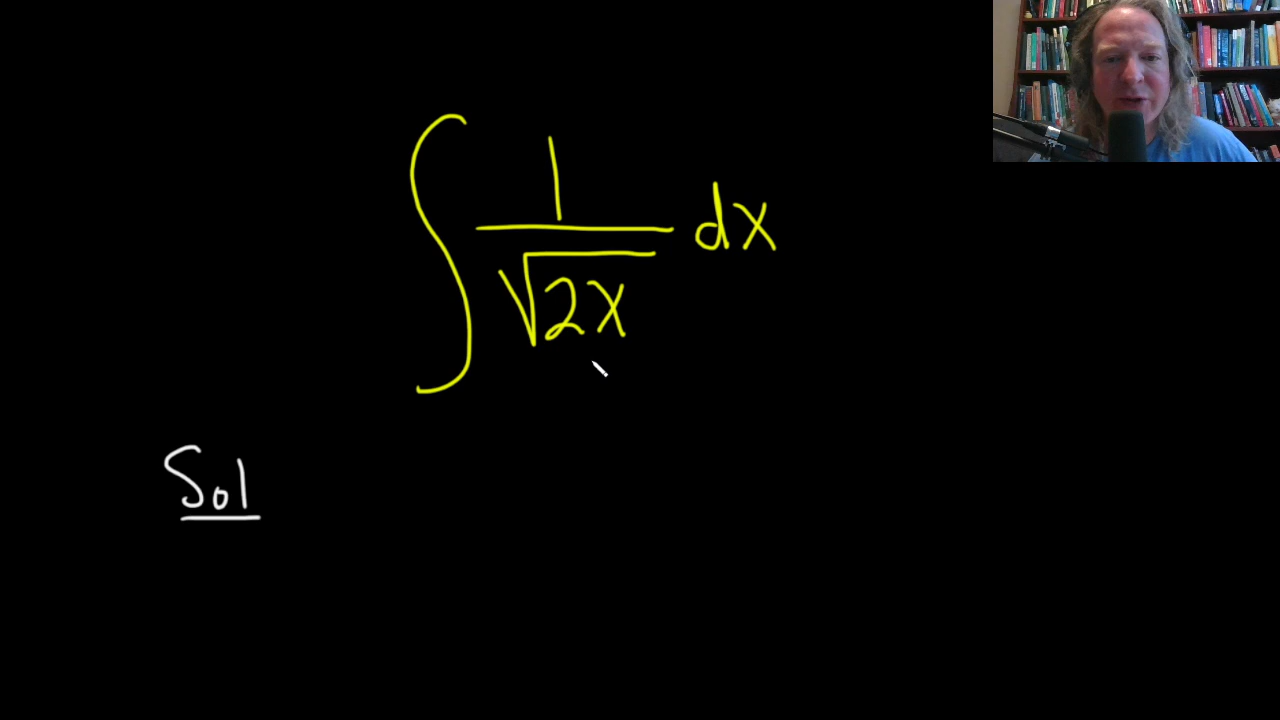 ∫ 1/√2x dx
Sol